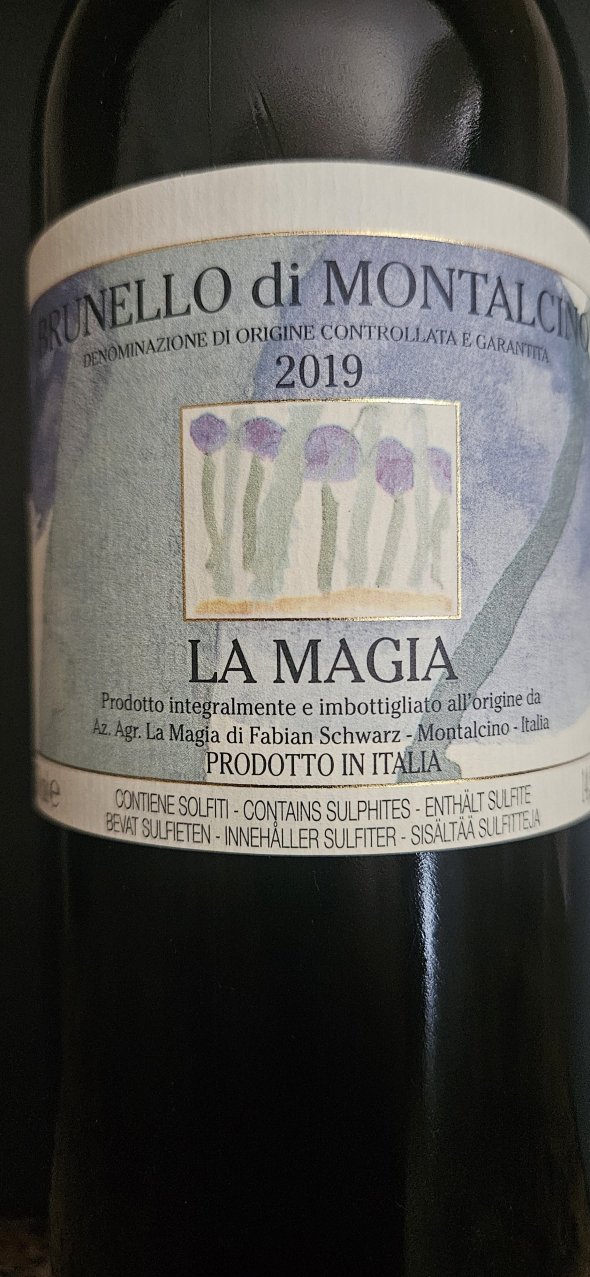 BRUNELLO di MONTALCINO
DENOMINAZIONE DI ORIGINE CONTROLLATA E GARANTITA
2019
LA MAGIA
Prodotto integralmente e imbottigliato all'origine da
Az. Agr. La Magia di Fabian Schwarz - Montalcino - Italia
PRODOTTO IN ITALIA
CONTIENE SOLFITI - CONTAINS SULPHITES - ENTHÄLT SULFITE
BEVAT SULFIETEN - INNEHÅLLER SULFITER - SISÄLTÄÄ SULFITTEJA